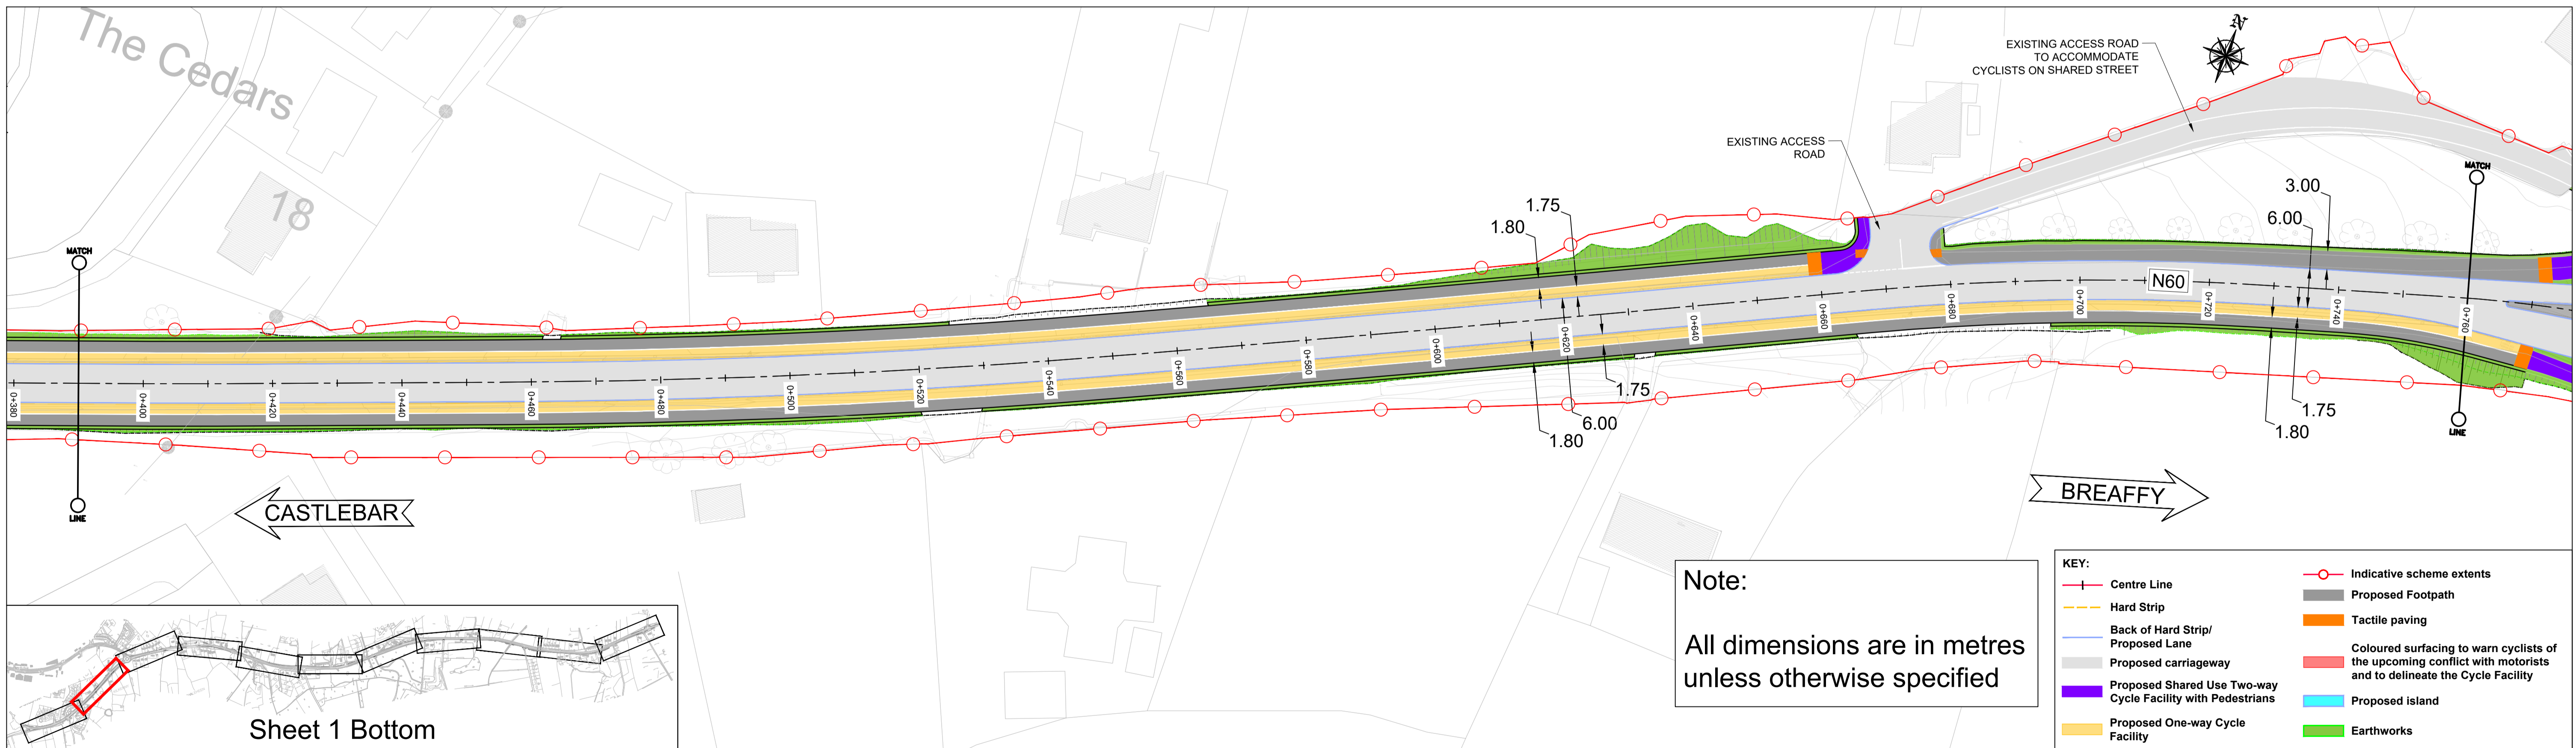 The Cedars
18
MATCH
LINE
CASTLEBAR
0+380
0+400
0+420
0+440
0+460
0+480
0+500
0+520
0+540
0+560
0+580
0+600
0+620
0+640
0+660
0+680
0+700
0+720
0+740
0+760
1.80
1.75
1.75
6.00
1.80
EXISTING ACCESS
ROAD
EXISTING ACCESS ROAD
TO ACCOMMODATE
CYCLISTS ON SHARED STREET
N
N60
3.00
6.00
1.75
1.80
MATCH
LINE
BREAFFY
Sheet 1 Bottom
Note:
All dimensions are in metres
unless otherwise specified
KEY:
Centre Line
Hard Strip
Back of Hard Strip/
Proposed Lane
Proposed carriageway
Proposed Shared Use Two-way
Cycle Facility with Pedestrians
Proposed One-way Cycle
Facility
Indicative scheme extents
Proposed Footpath
Tactile paving
Coloured surfacing to warn cyclists of
the upcoming conflict with motorists
and to delineate the Cycle Facility
Proposed island
Earthworks